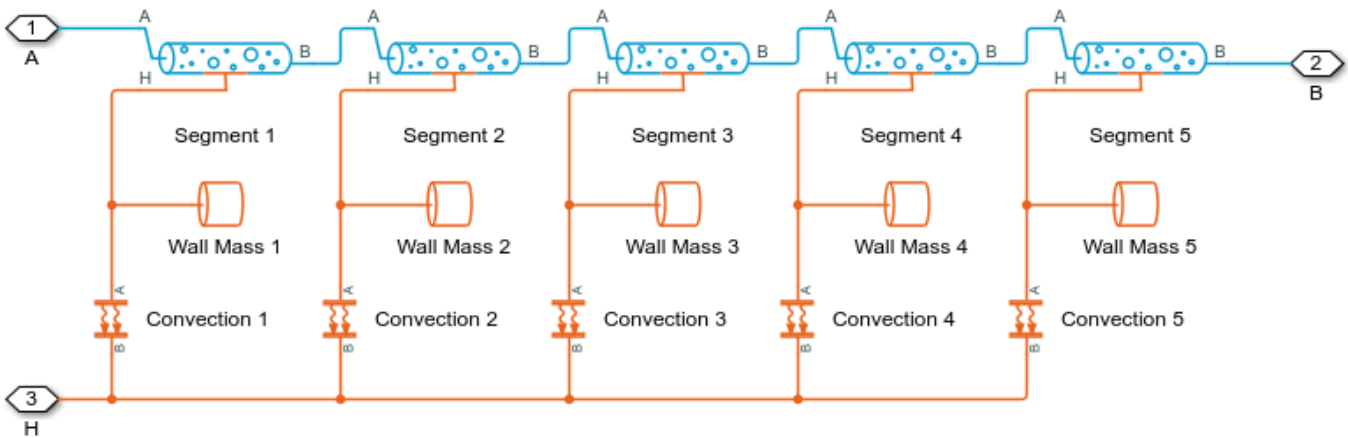 A A A A A
1 B B B B B 2
A H H H H H B
Segment 1 Segment 2 Segment 3 Segment 4 Segment 5
Wall Mass 1 Wall Mass 2 Wall Mass 3 Wall Mass 4 Wall Mass 5
A A A A A
Convection 1 Convection 2 Convection 3 Convection 4 Convection 5
B B B B B
3
H